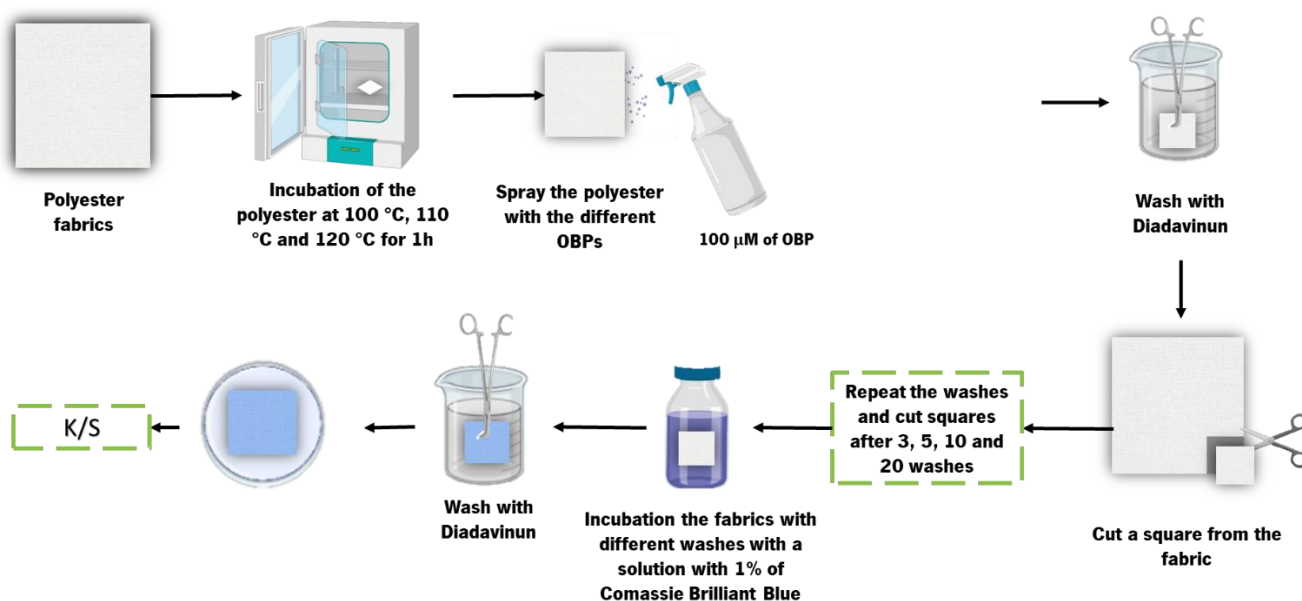 Polyester
fabrics
Incubation of the
polyester at 100 °C, 110
°C and 120 °C for 1h
Spray the polyester
with the different
OBPs
100 µM of OBP
Wash with
Diadavinun
Cut a square from the
fabric
Repeat the washes
and cut squares
after 3, 5, 10 and
20 washes
Incubation the fabrics with
different washes with a
solution with 1% of
Comassie Brilliant Blue
Wash with
Diadavinun
K/S